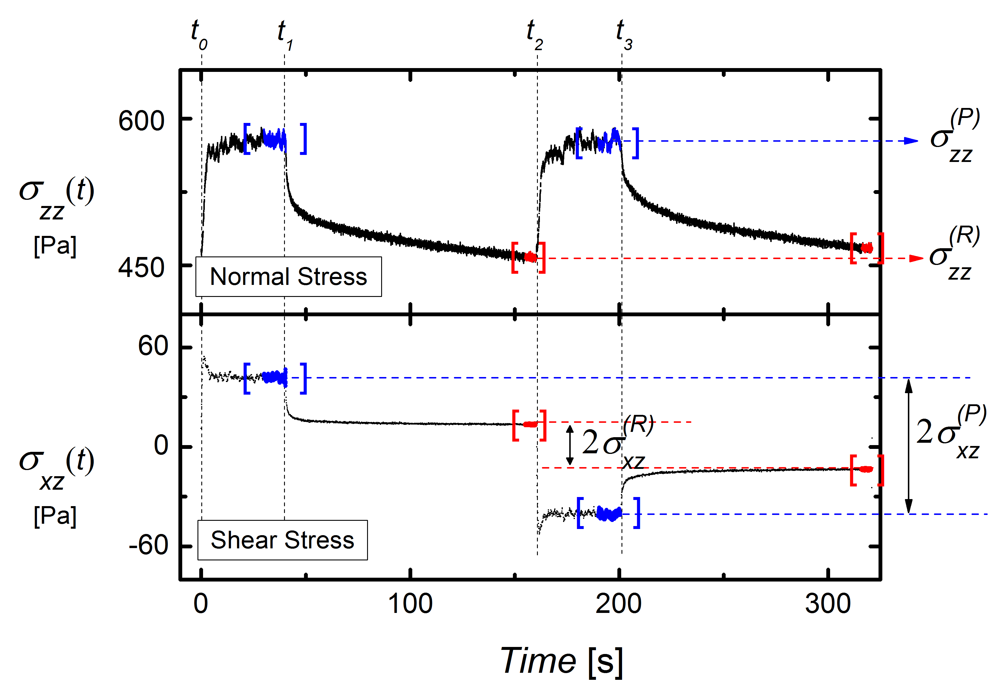 t0 t1 t2 t3
600
σzz(P)
σzz(t)
[Pa]
σzz(R)
450
Normal Stress
60
2σxz(R)
2σxz(P)
0
σxz(t)
[Pa]
Shear Stress
-60
0 100 200 300
Time [s]